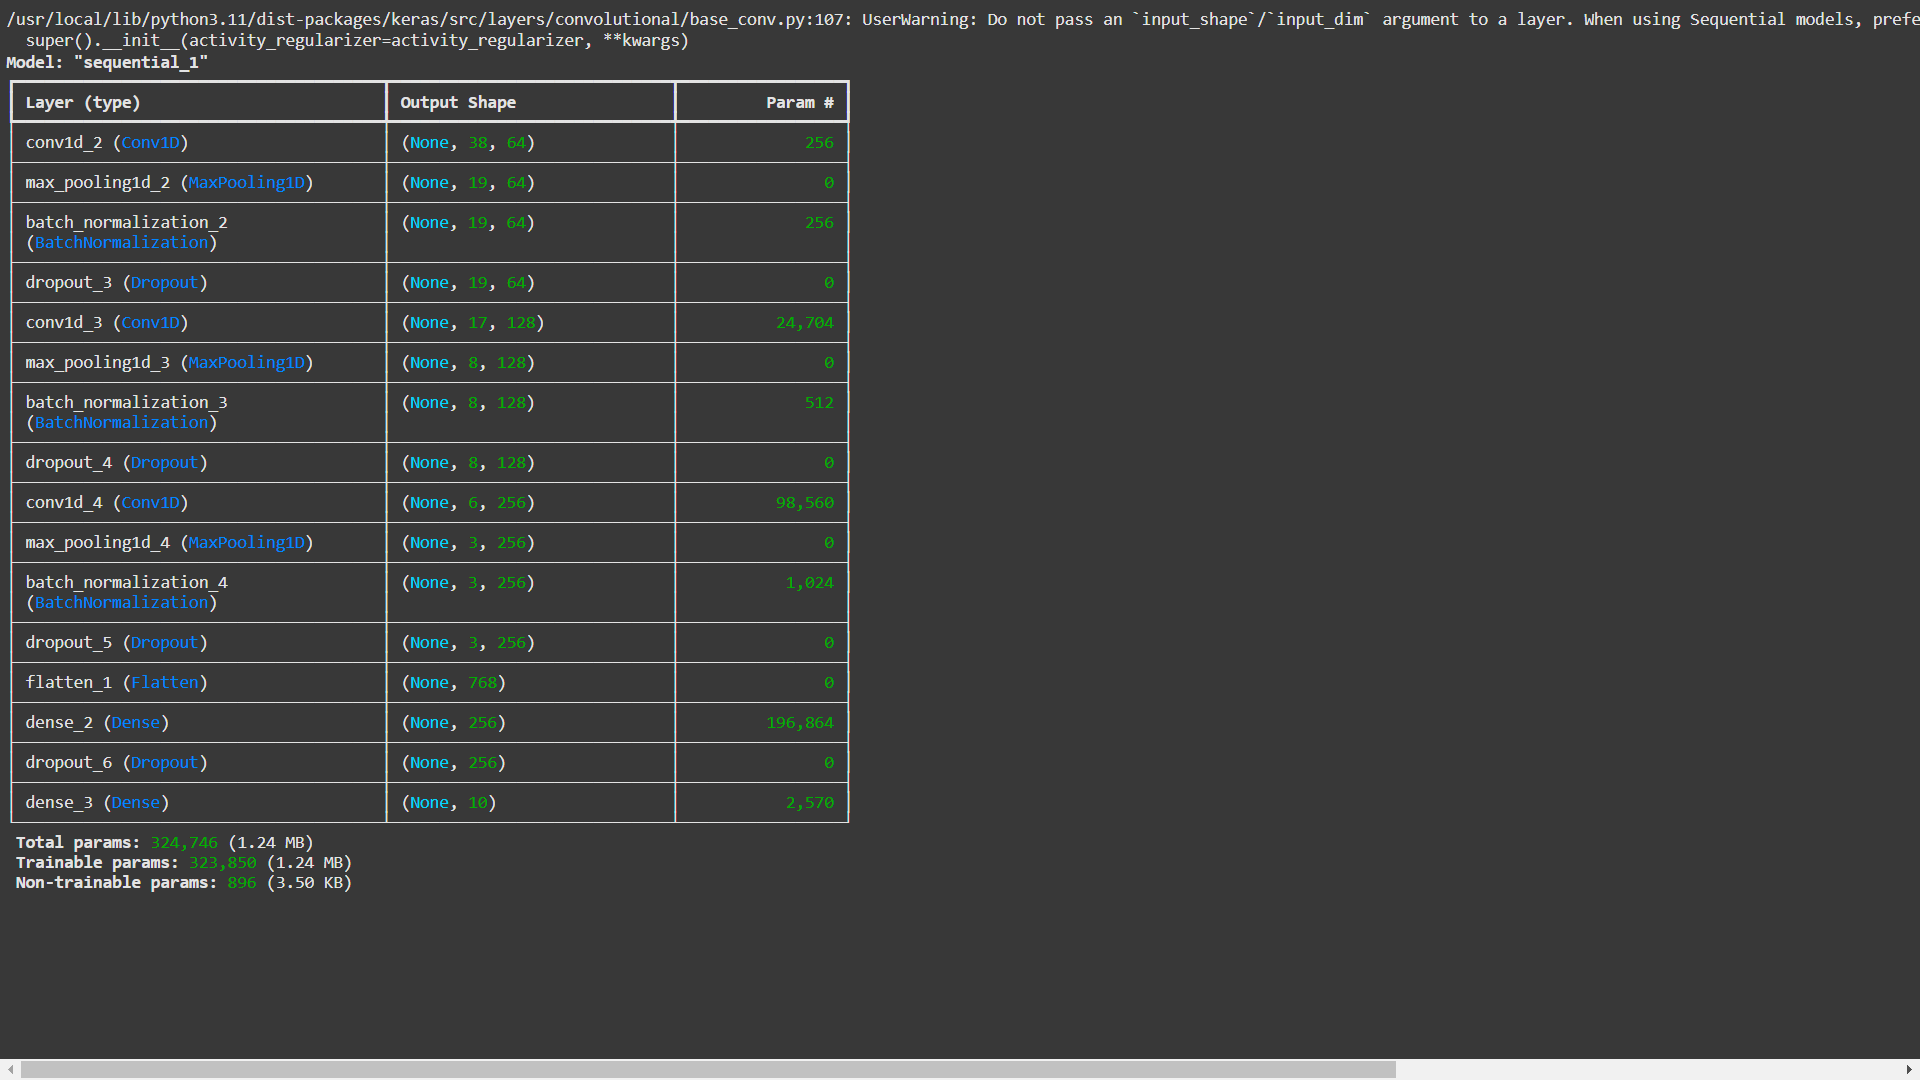 /usr/local/lib/python3.11/dist-packages/keras/src/layers/convolutional/base_conv.py:107: UserWarning: Do not pass an `input_shape`/`input_dim` argument to a layer. When using Sequential models, prefe
super().__init__(activity_regularizer=activity_regularizer, **kwargs)
Model: "sequential_1"
Layer (type) Output Shape Param #
conv1d_2 (Conv1D) (None, 38, 64) 256
max_pooling1d_2 (MaxPooling1D) (None, 19, 64) 0
batch_normalization_2 (None, 19, 64) 256
(BatchNormalization)
dropout_3 (Dropout) (None, 19, 64) 0
conv1d_3 (Conv1D) (None, 17, 128) 24,704
max_pooling1d_3 (MaxPooling1D) (None, 8, 128) 0
batch_normalization_3 (None, 8, 128) 512
(BatchNormalization)
dropout_4 (Dropout) (None, 8, 128) 0
conv1d_4 (Conv1D) (None, 6, 256) 98,560
max_pooling1d_4 (MaxPooling1D) (None, 3, 256) 0
batch_normalization_4 (None, 3, 256) 1,024
(BatchNormalization)
dropout_5 (Dropout) (None, 3, 256) 0
flatten_1 (Flatten) (None, 768) 0
dense_2 (Dense) (None, 256) 196,864
dropout_6 (Dropout) (None, 256) 0
dense_3 (Dense) (None, 10) 2,570
Total params: 324,746 (1.24 MB)
Trainable params: 323,850 (1.24 MB)
Non-trainable params: 896 (3.50 KB)